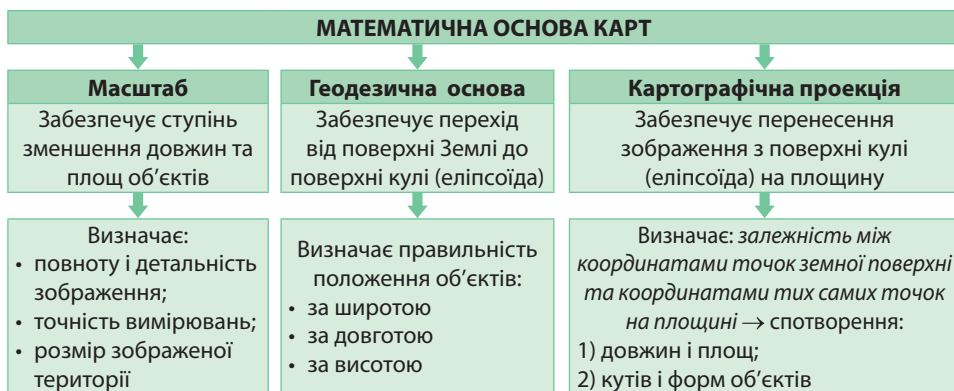 МАТЕМАТИЧНА ОСНОВА КАРТ
Масштаб
Забезпечує ступінь
зменшення довжин та
площ об’єктів
Визначає:
• повноту і детальність
зображення;
• точність вимірювань;
• розмір зображеної
території
Геодезична основа
Забезпечує перехід
від поверхні Землі до
поверхні кулі (еліпсоїда)
Визначає правильність
положення об’єктів:
• за широтою
• за довготою
• за висотою
Картографічна проекція
Забезпечує перенесення
зображення з поверхні кулі
(еліпсоїда) на площину
Визначає: залежність між
координатами точок земної поверхні
та координатами тих самих точок
на площині → спотворення:
1) довжин і площ;
2) кутів і форм об’єктів